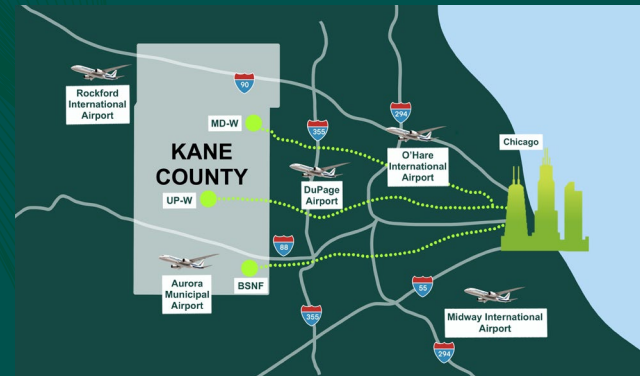 90
294
Rockford
International
Airport
MD-W
355
Chicago
KANE
COUNTY
O'Hare
International
Airport
DuPage
Airport
UP-W
88
Aurora
Municipal
Airport
BSNF
55
355
Midway International
Airport
294